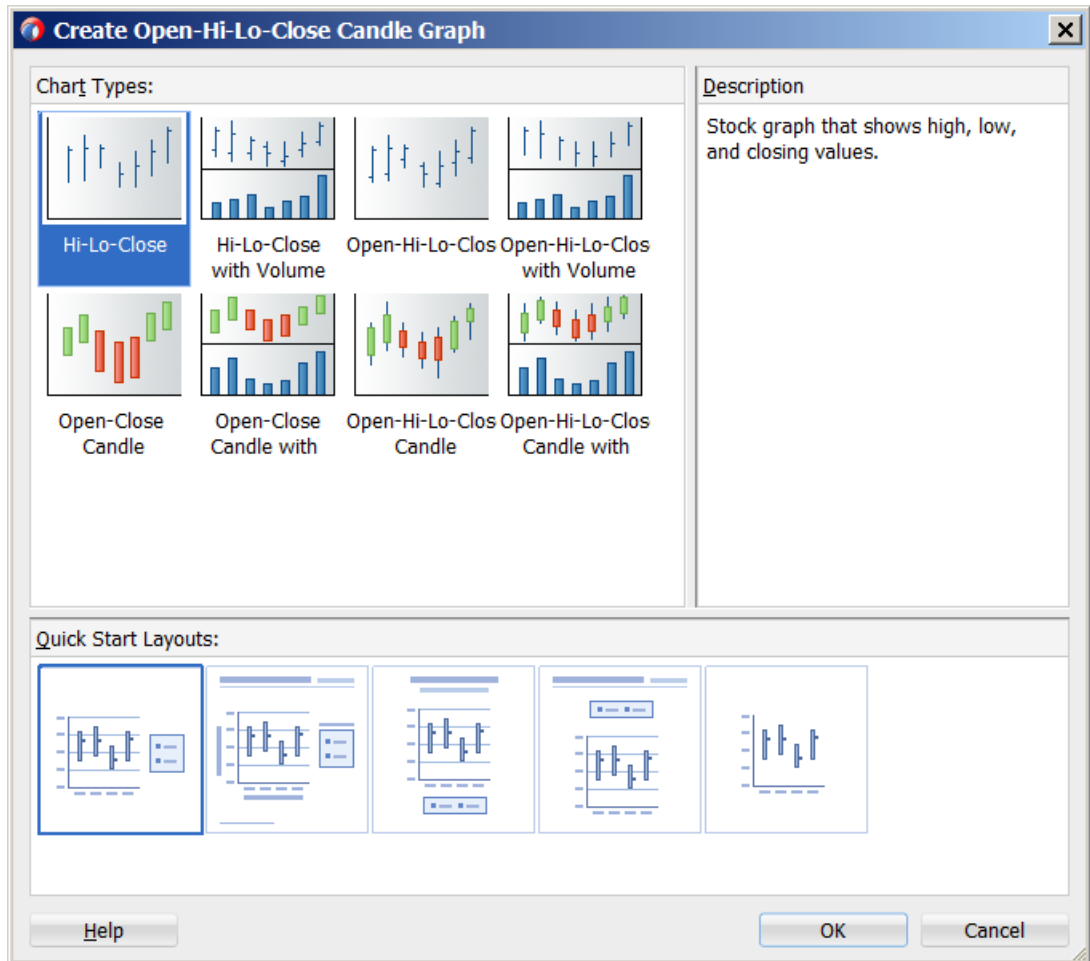 Create Open-Hi-Lo-Close Candle Graph
Chart Types:
Hi-Lo-Close
Hi-Lo-Close
with Volume
Open-Hi-Lo-Clos
Open-Hi-Lo-Clos
with Volume
Open-Close
Candle
Open-Close
Candle with
Open-Hi-Lo-Clos
Candle
Open-Hi-Lo-Clos
Candle with
Description
Stock graph that shows high, low,
and closing values.
Quick Start Layouts:
Help
OK
Cancel